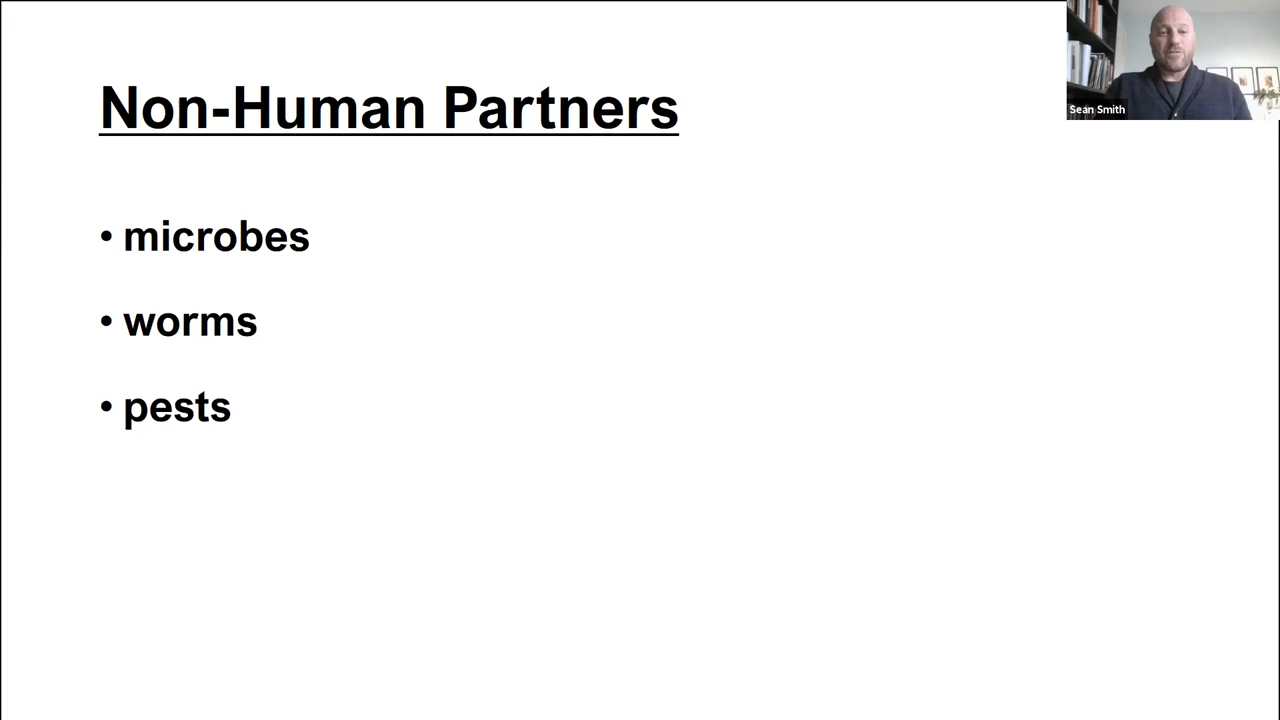 Non-Human Partners
Sean Smith
• microbes
• worms
• pests